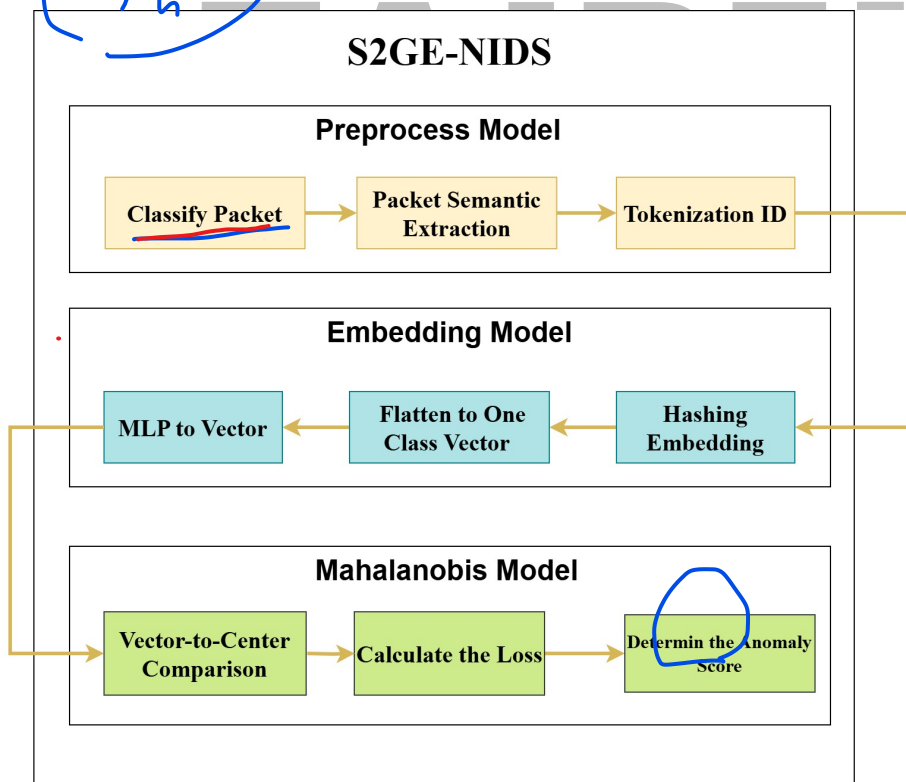 S2GE-NIDS
Preprocess Model
Classify Packet
Packet Semantic
Extraction
Tokenization ID
Embedding Model
MLP to Vector
Flatten to One
Class Vector
Hashing
Embedding
Mahalanobis Model
Vector-to-Center
Comparison
Calculate the Loss
Determin the Anomaly
Score